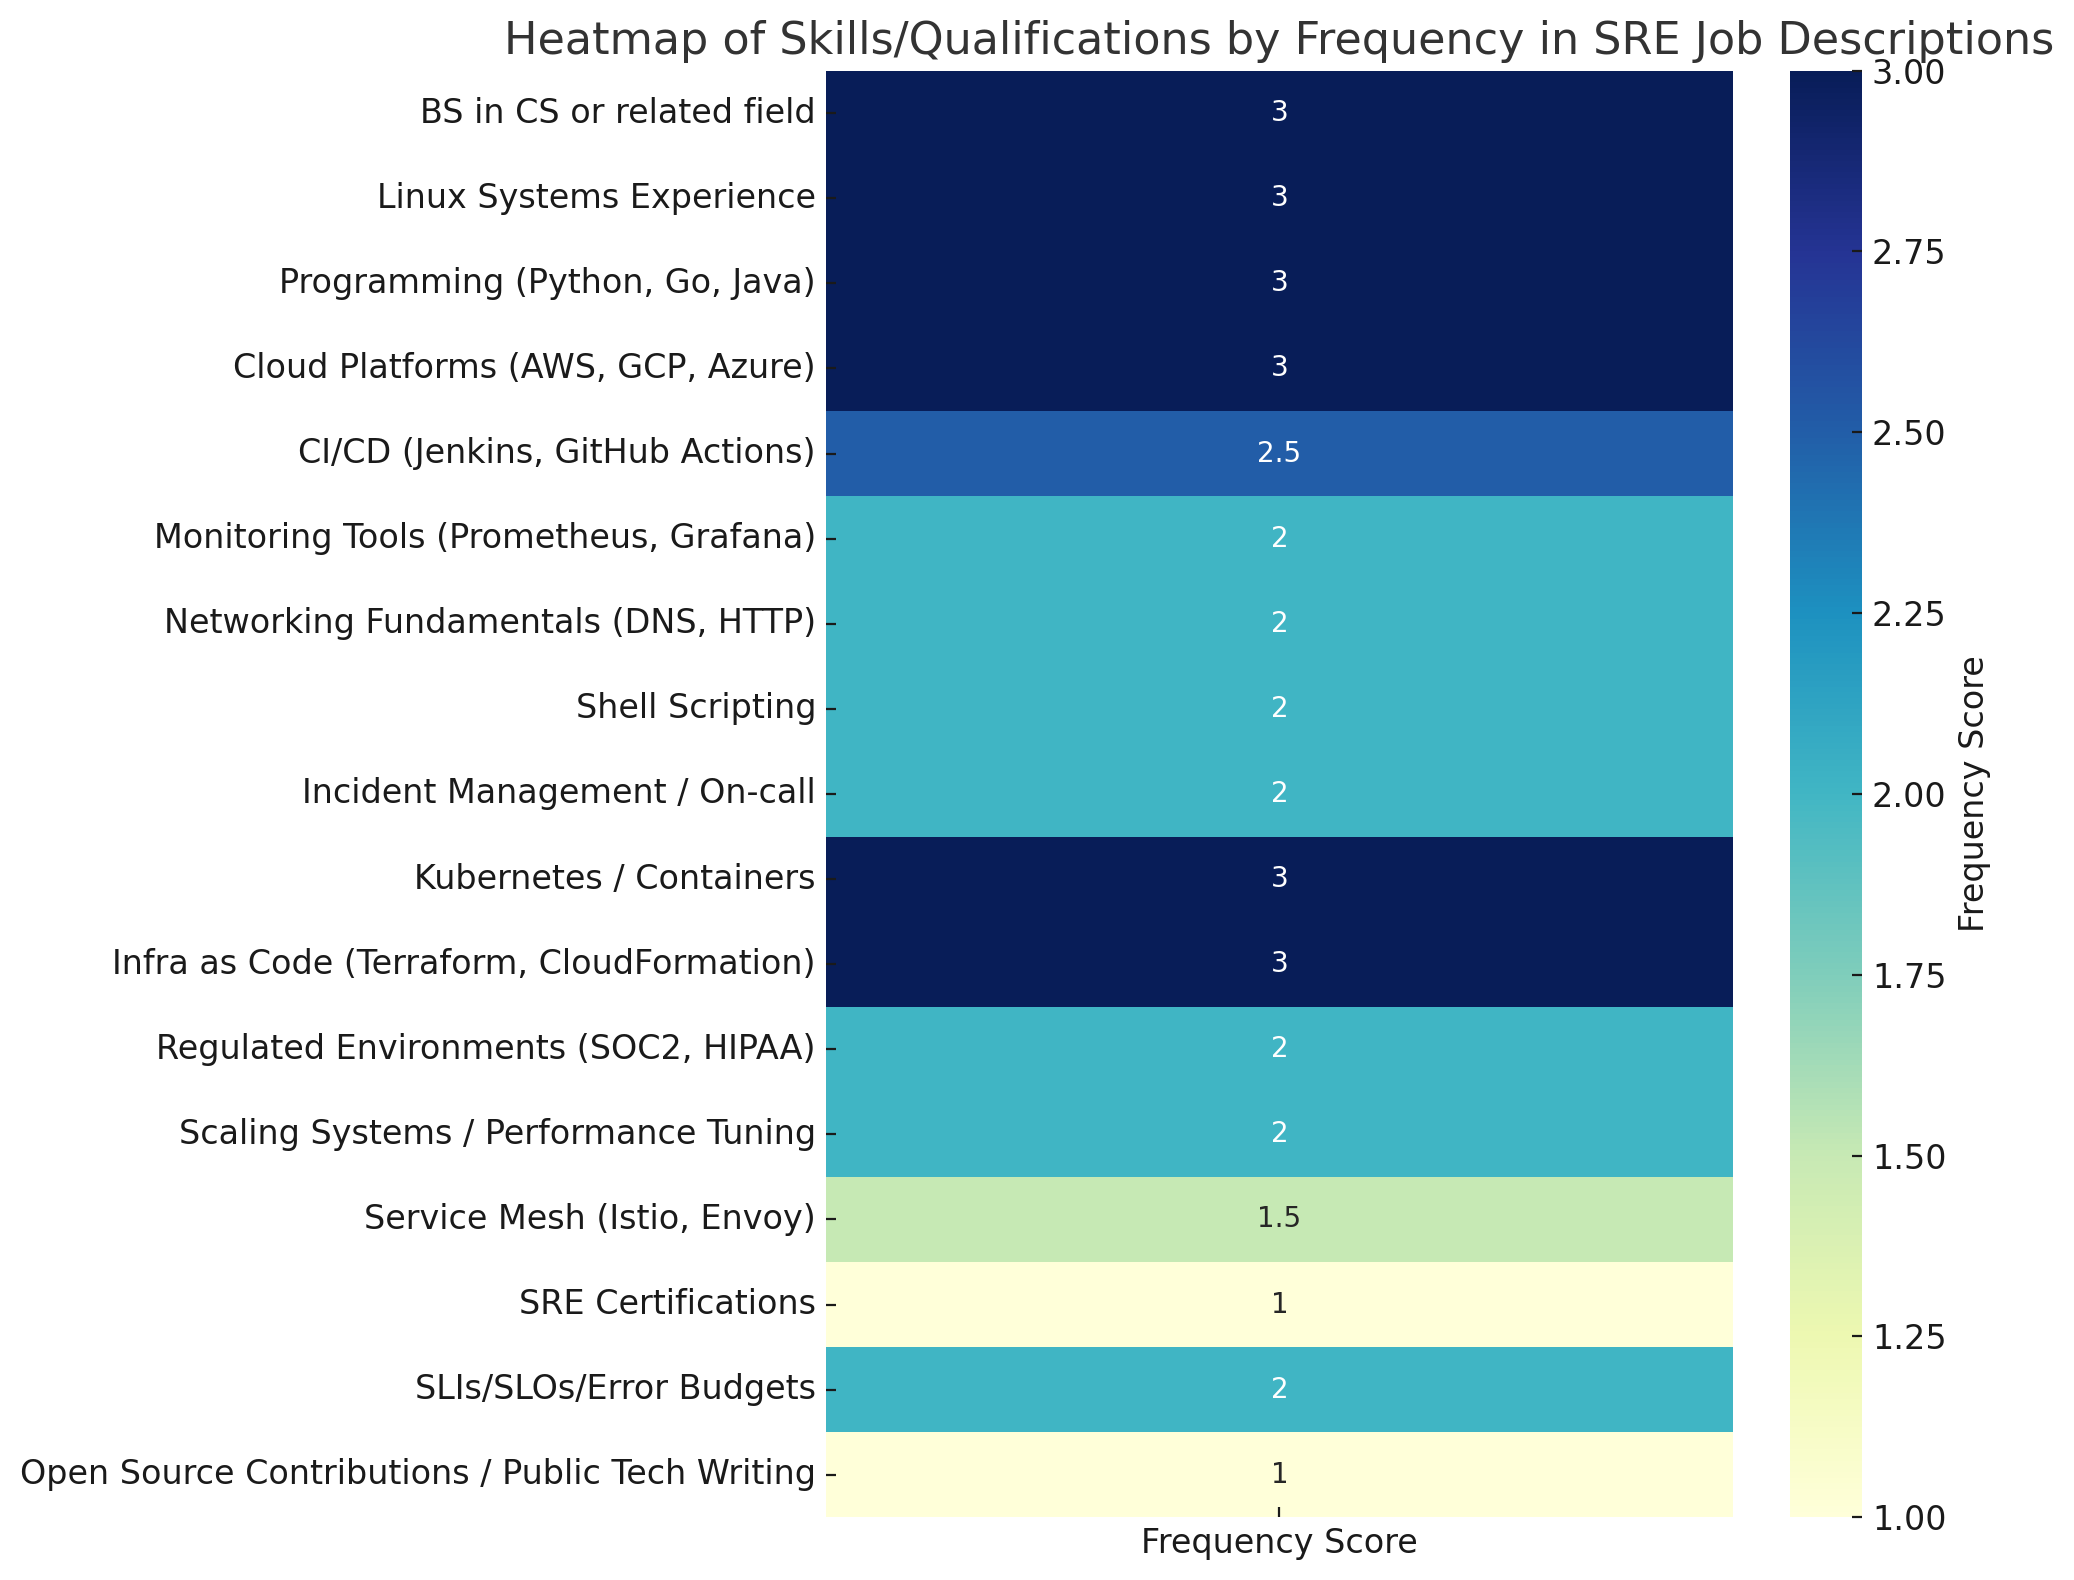 Heatmap of Skills/Qualifications by Frequency in SRE Job Descriptions
BS in CS or related field 3
Linux Systems Experience 3
Programming (Python, Go, Java) 3
Cloud Platforms (AWS, GCP, Azure) 3
CI/CD (Jenkins, GitHub Actions) 2.5
Monitoring Tools (Prometheus, Grafana) 2
Networking Fundamentals (DNS, HTTP) 2
Shell Scripting 2
Incident Management / On-call 2
Kubernetes / Containers 3
Infra as Code (Terraform, CloudFormation) 3
Regulated Environments (SOC2, HIPAA) 2
Scaling Systems / Performance Tuning 2
Service Mesh (Istio, Envoy) 1.5
SRE Certifications 1
SLIs/SLOs/Error Budgets 2
Open Source Contributions / Public Tech Writing 1
Frequency Score
3.00
2.75
2.50
2.25
2.00
1.75
1.50
1.25
1.00
Frequency Score